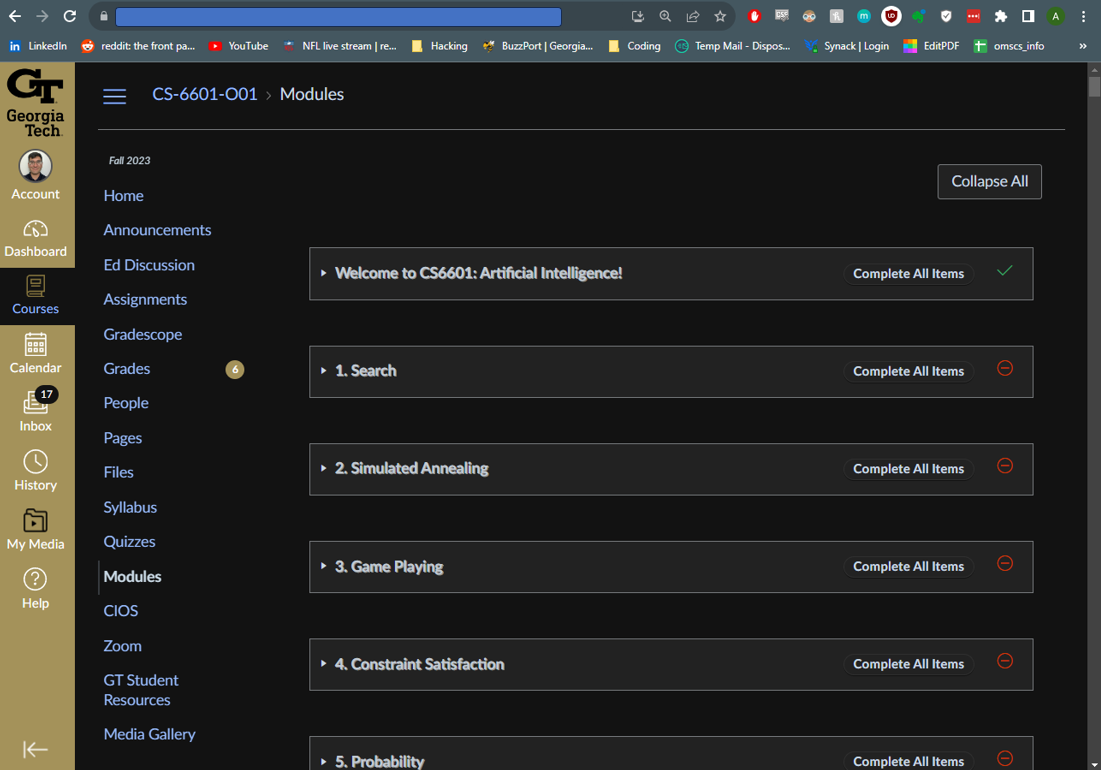 LinkedIn
reddit: the front pa...
YouTube
NFL live stream | re...
Hacking
BuzzPort | Georgia...
Coding
Temp Mail - Dispos...
Synack | Login
EditPDF
omscs_info
»
A
GT
Georgia
Tech
Account
Dashboard
Courses
Calendar
17
Inbox
History
My Media
Help
CS-6601-O01 › Modules
Fall 2023
Home
Announcements
Ed Discussion
Assignments
Gradescope
Grades
6
People
Pages
Files
Syllabus
Quizzes
Modules
CIOS
Zoom
GT Student
Resources
Media Gallery
Collapse All
Welcome to CS6601: Artificial Intelligence!
Complete All Items
1. Search
Complete All Items
2. Simulated Annealing
Complete All Items
3. Game Playing
Complete All Items
4. Constraint Satisfaction
Complete All Items
5. Probability
Complete All Items